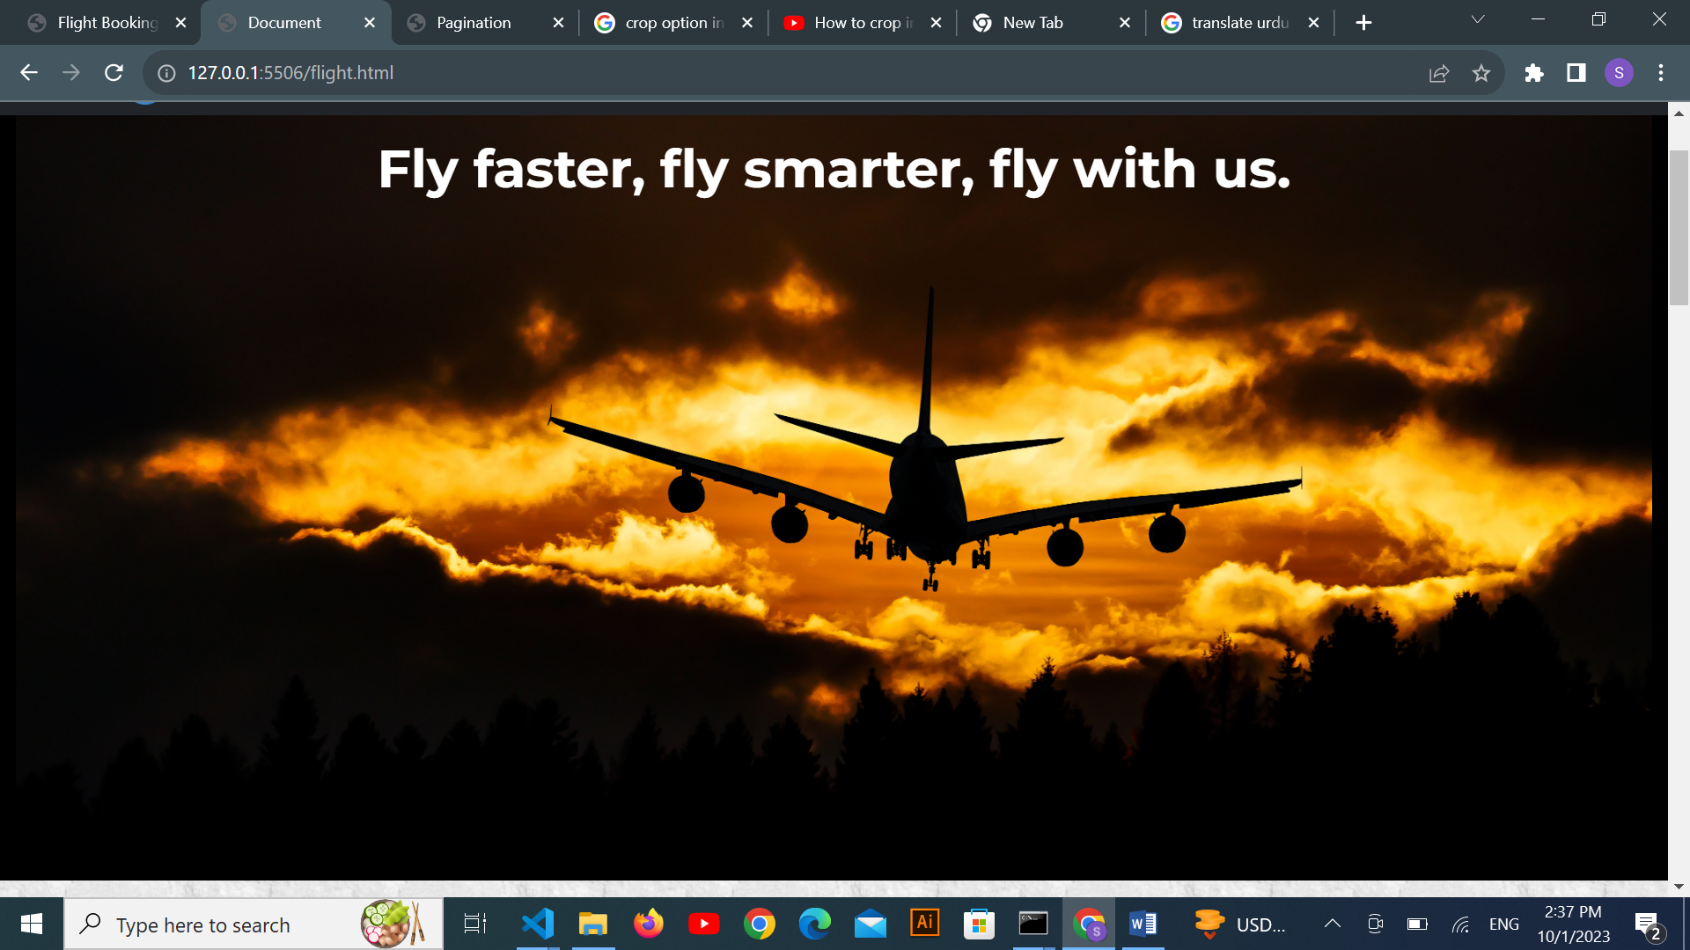 Flight Booking
Document
Pagination
crop option in
How to crop i
New Tab
translate urdu
127.0.0.1:5506/flight.html
S
Fly faster, fly smarter, fly with us.
Type here to search
Ai
S
W
USD...
ENG
2:37 PM
10/1/2023
2